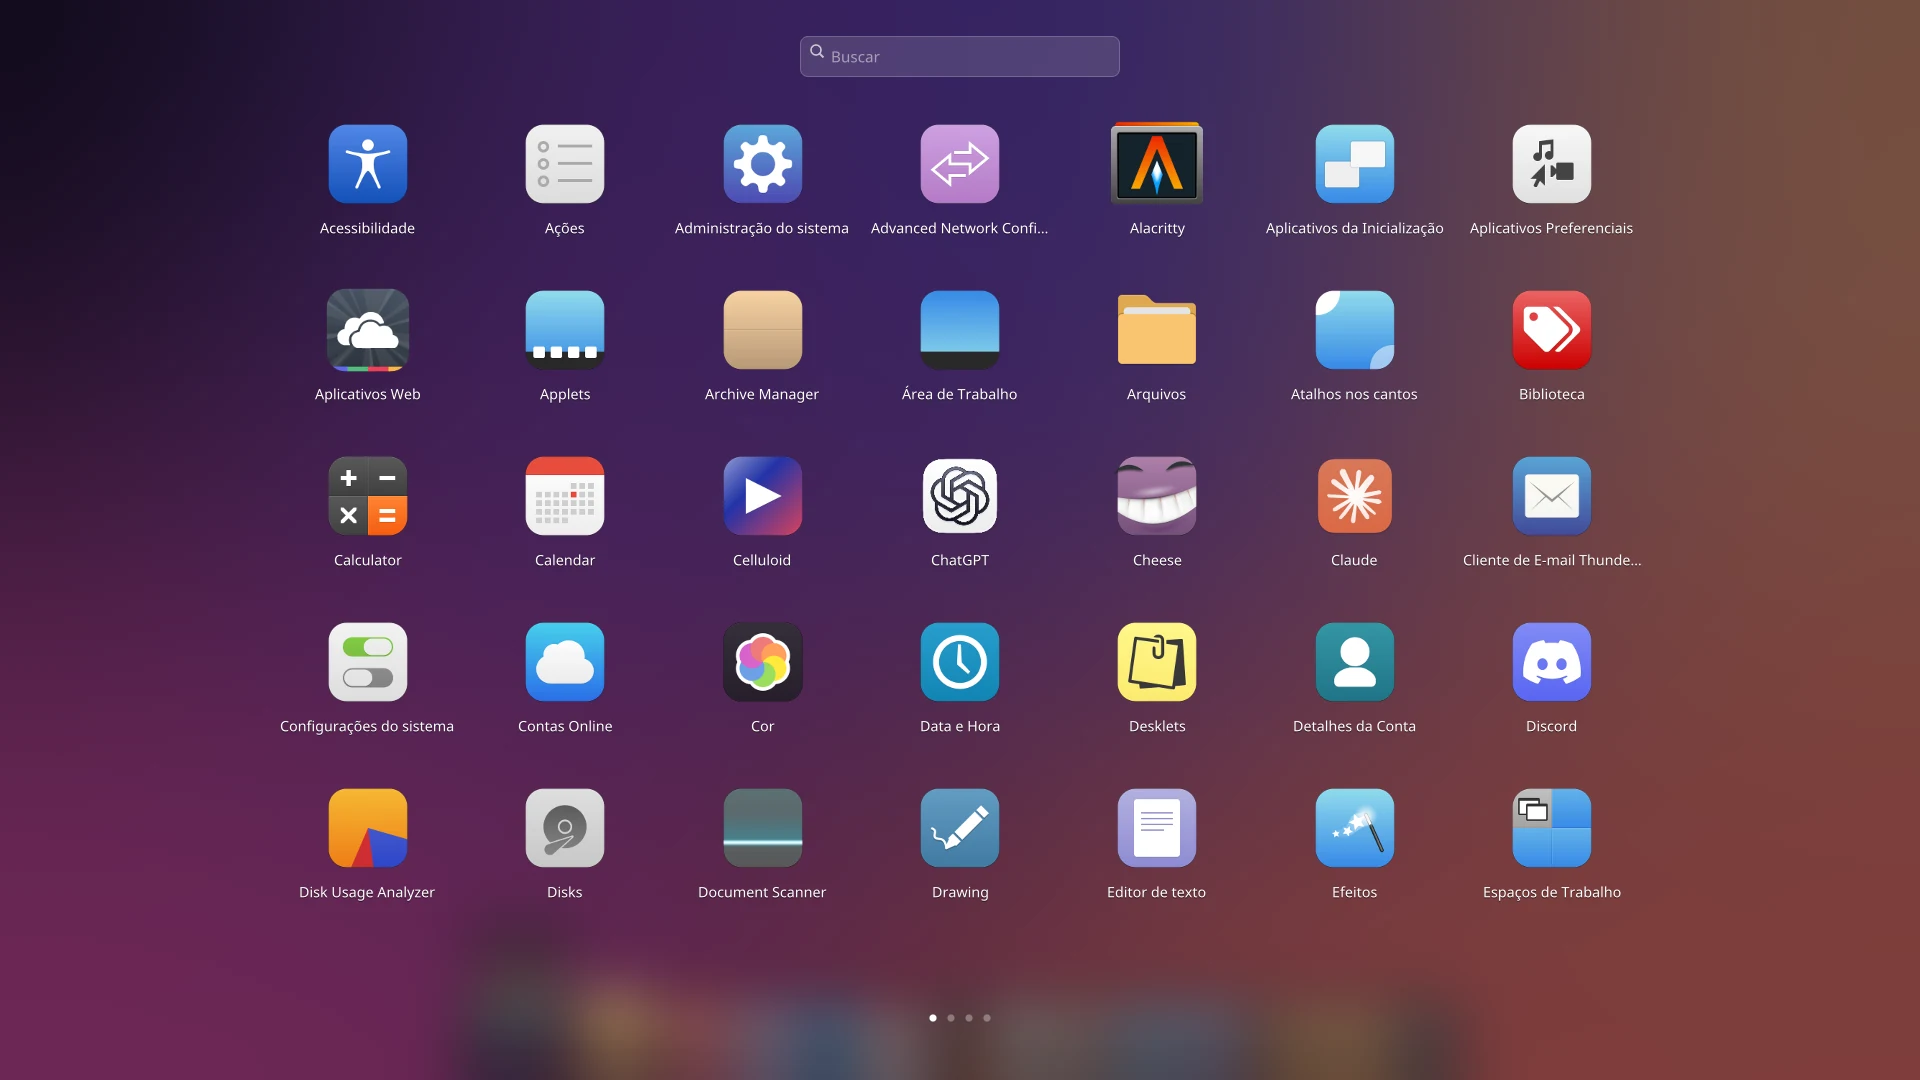 Buscar
Acessibilidade
Ações
Administração do sistema
Advanced Network Confi...
Alacritty
Aplicativos da Inicialização
Aplicativos Preferenciais
Aplicativos Web
Applets
Archive Manager
Área de Trabalho
Arquivos
Atalhos nos cantos
Biblioteca
Calculator
Calendar
Celluloid
ChatGPT
Cheese
Claude
Cliente de E-mail Thunde...
Configurações do sistema
Contas Online
Cor
Data e Hora
Desklets
Detalhes da Conta
Discord
Disk Usage Analyzer
Disks
Document Scanner
Drawing
Editor de texto
Efeitos
Espaços de Trabalho